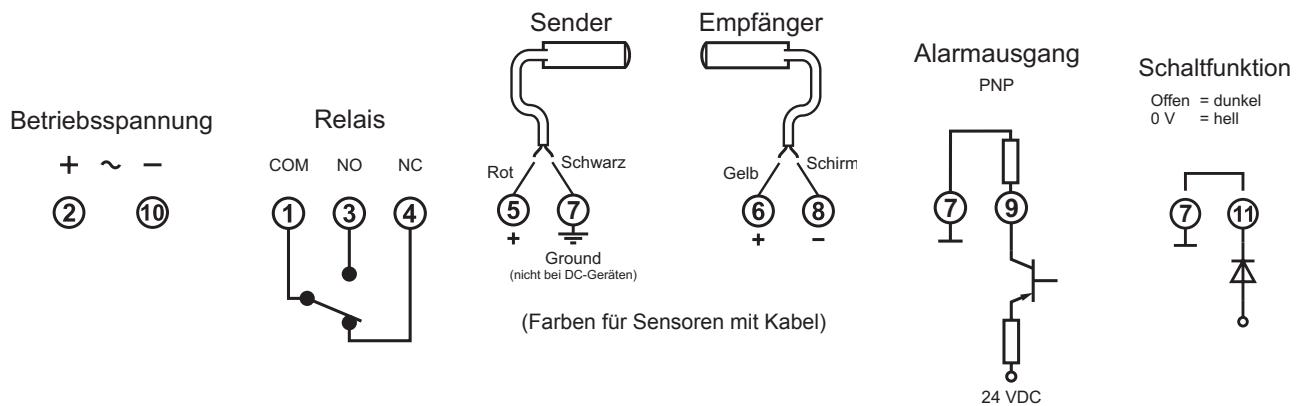 Betriebsspannung
+ ~ −
2 10
Relais
COM NO NC
1 3 4
Sender
Rot Schwarz
5 7
+
Ground
(nicht bei DC-Geräten)
Empfänger
Gelb Schirm
6 8
+ −
(Farben für Sensoren mit Kabel)
Alarmausgang
PNP
7 9
24 VDC
Schaltfunktion
Offen = dunkel
0 V = hell
7 11